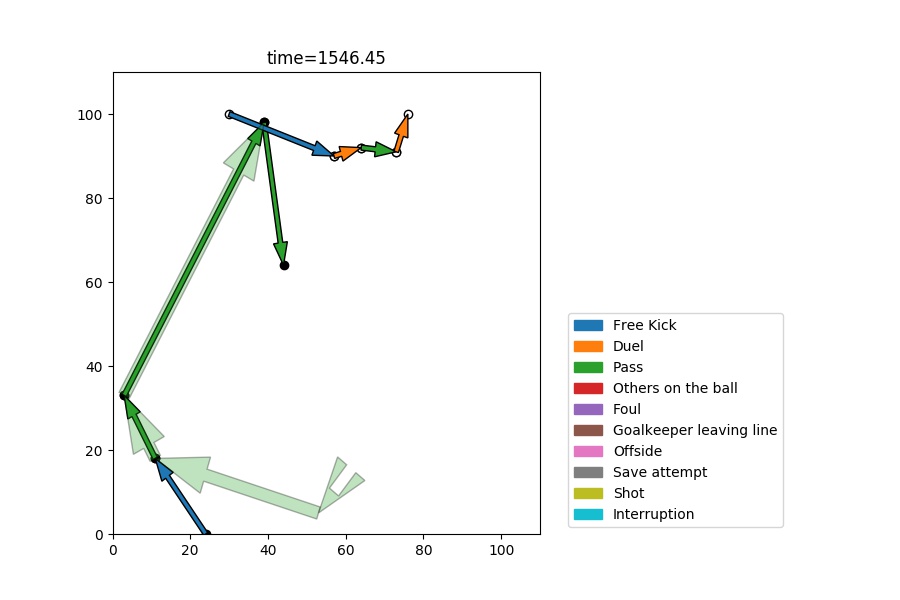 time=1546.45
100
80
60
40
20
0
0 20 40 60 80 100
Free Kick
Duel
Pass
Others on the ball
Foul
Goalkeeper leaving line
Offside
Save attempt
Shot
Interruption